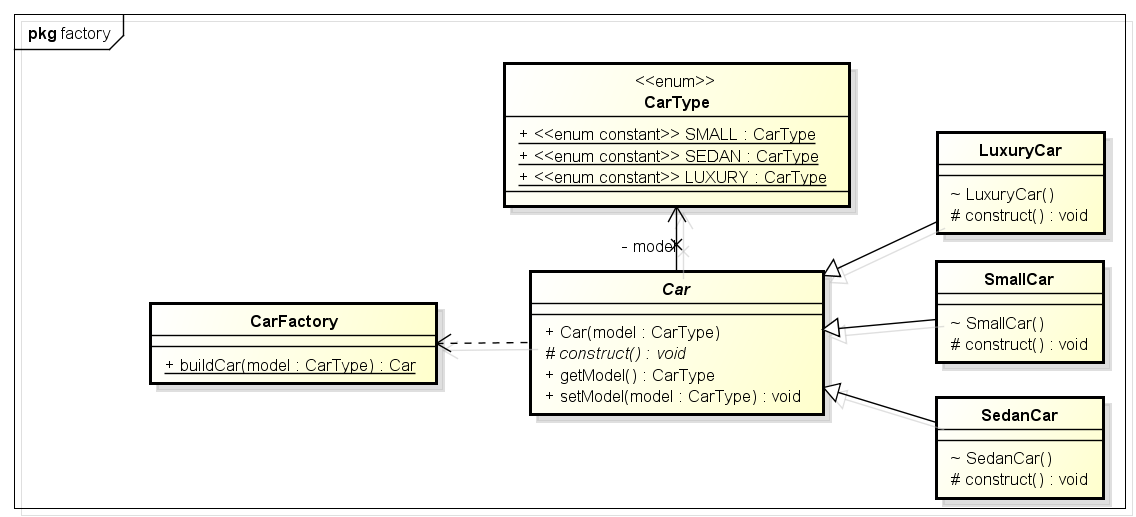 pkg factory
<<enum>>
CarType
+ <<enum constant>> SMALL : CarType
+ <<enum constant>> SEDAN : CarType
+ <<enum constant>> LUXURY : CarType
- model
Car
+ Car(model : CarType)
# construct() : void
+ getModel() : CarType
+ setModel(model : CarType) : void
CarFactory
+ buildCar(model : CarType) : Car
LuxuryCar
~ LuxuryCar()
# construct() : void
SmallCar
~ SmallCar()
# construct() : void
SedanCar
~ SedanCar()
# construct() : void